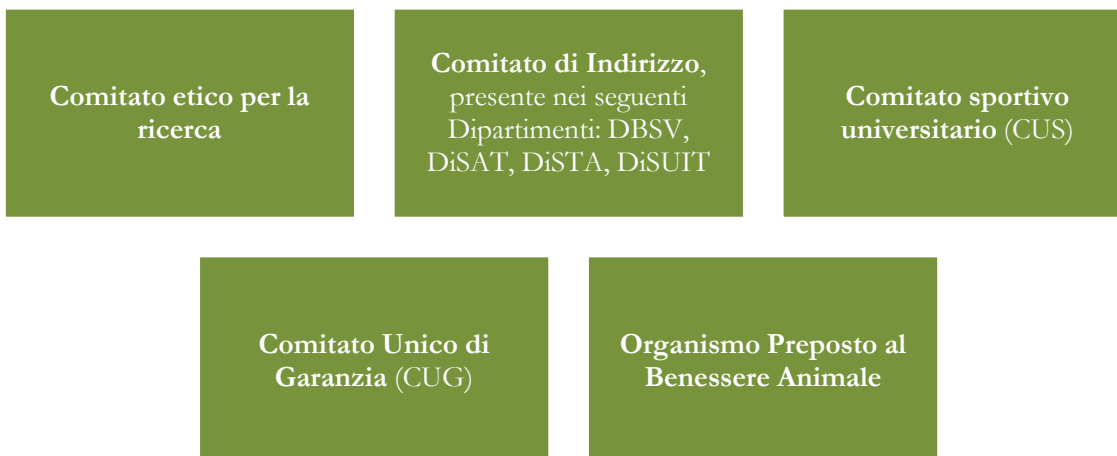 Comitato etico per la
ricerca
Comitato di Indirizzo,
presente nei seguenti
Dipartimenti: DBSV,
DiSAT, DiSTA, DiSUIT
Comitato sportivo
universitario (CUS)
Comitato Unico di
Garanzia (CUG)
Organismo Preposto al
Benessere Animale